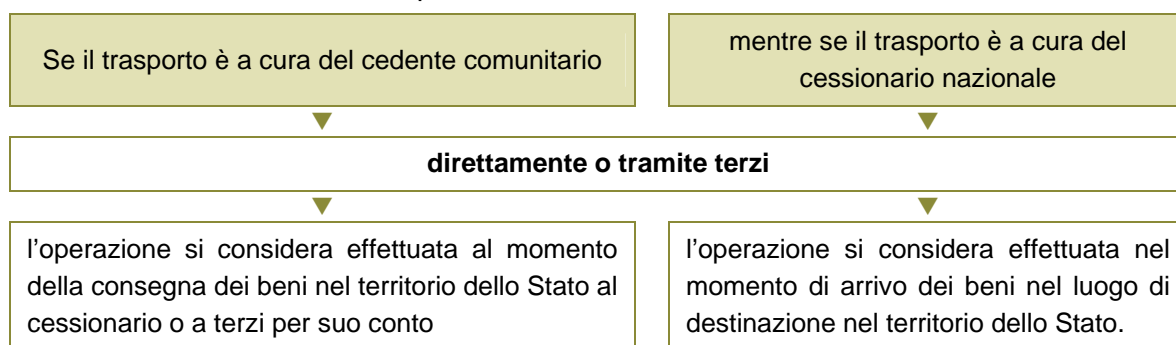 Se il trasporto è a cura del cedente comunitario
mentre se il trasporto è a cura del
cessionario nazionale
direttamente o tramite terzi
l’operazione si considera effettuata al momento
della consegna dei beni nel territorio dello Stato al
cessionario o a terzi per suo conto
l’operazione si considera effettuata nel
momento di arrivo dei beni nel luogo di
destinazione nel territorio dello Stato.